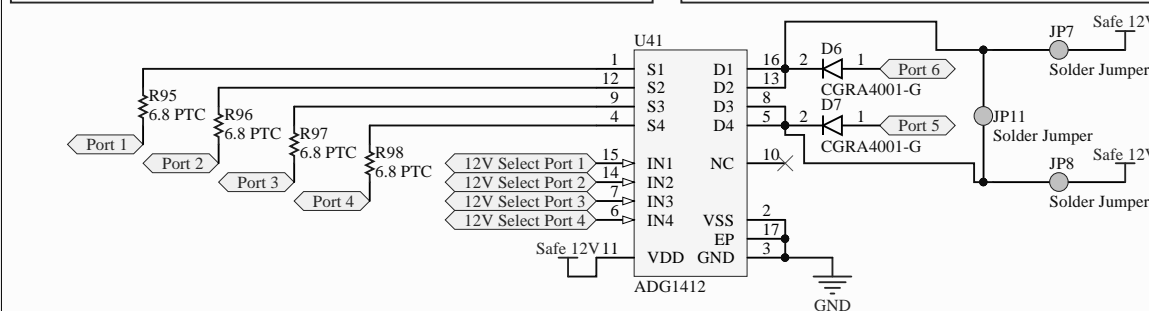 Safe 12V
JP7
Solder Jumper
U41
1 S1 D1 16
12 S2 D2 13
9 S3 D3 8
4 S4 D4 5
2 D6 1 Port 6
CGRA4001-G
2 D7 1 Port 5
CGRA4001-G
R95
6.8 PTC
R96
6.8 PTC
R97
6.8 PTC
R98
6.8 PTC
Port 1
Port 2
Port 3
Port 4
JP11
Solder Jumper
Safe 12V
JP8
Solder Jumper
12V Select Port 1 15 IN1 NC 10
12V Select Port 2 14 IN2
12V Select Port 3 7 IN3
12V Select Port 4 6 IN4
VSS 2
EP 17
Safe 12V 11 VDD GND 3
ADG1412
GND